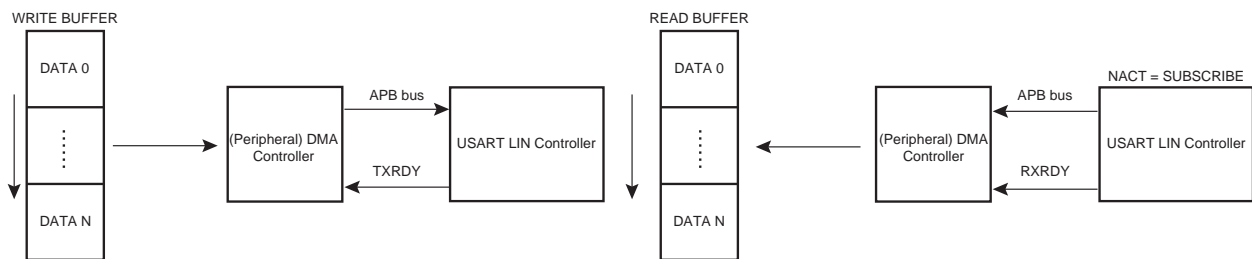 WRITE BUFFER
DATA 0
DATA N
(Peripheral) DMA
Controller
APB bus
TXRDY
USART LIN Controller
READ BUFFER
DATA 0
DATA N
(Peripheral) DMA
Controller
APB bus
RXRDY
NACT = SUBSCRIBE
USART LIN Controller